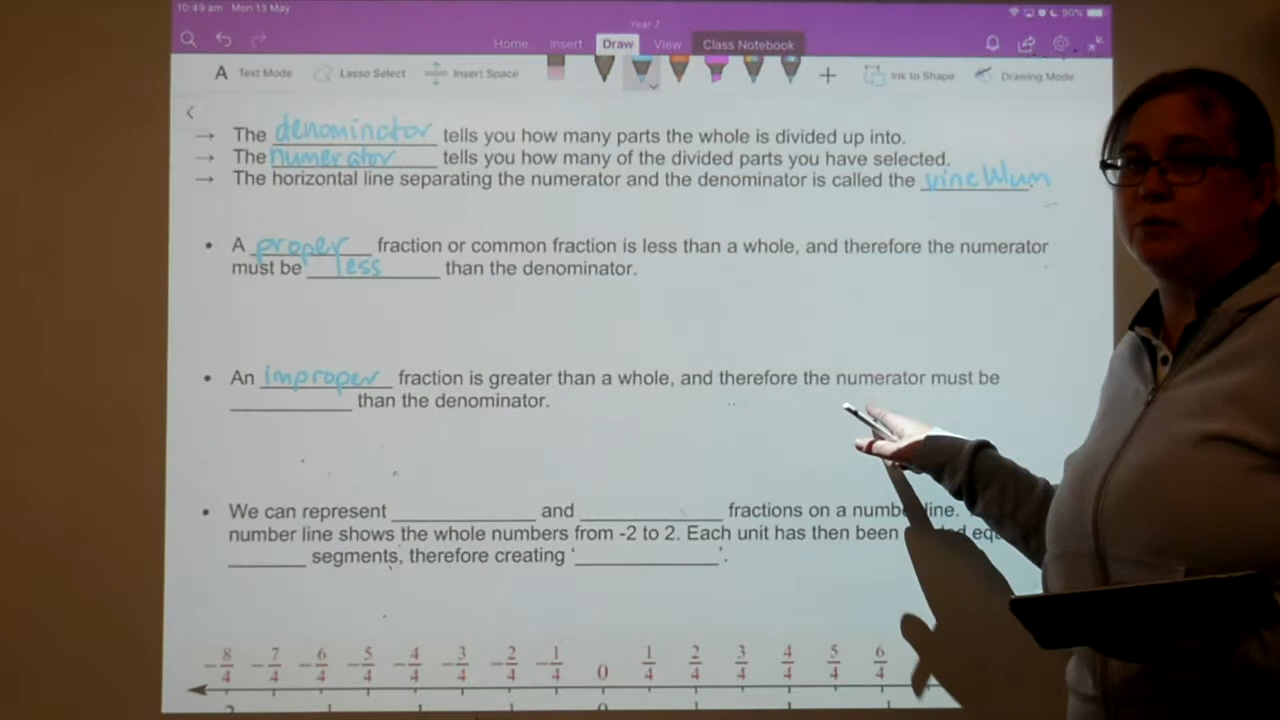 10:49 am Mon 13 May
90%
Year 7
Home Insert Draw View Class Notebook
A Text Mode Lasso Select Insert Space + Ink to Shape Drawing Mode
→ The denominator tells you how many parts the whole is divided up into.
→ The numerator tells you how many of the divided parts you have selected.
→ The horizontal line separating the numerator and the denominator is called the
• A proper fraction or common fraction is less than a whole, and therefore the numerator
must be less than the denominator.
• An improper fraction is greater than a whole, and therefore the numerator must be
____ than the denominator.
• We can represent ____ and ____ fractions on a number line.
number line shows the whole numbers from -2 to 2. Each unit has then been
____ segments, therefore creating '____'.
-8/4 -7/4 -6/4 -5/4 -4/4 -3/4 -2/4 -1/4 0 1/4 2/4 3/4 4/4 5/4 6/4